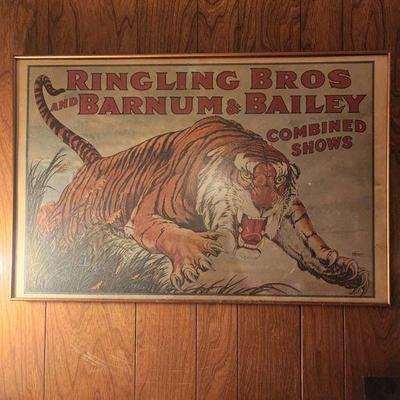 RINGLING BROS
AND BARNUM & BAILEY
COMBINED
SHOWS